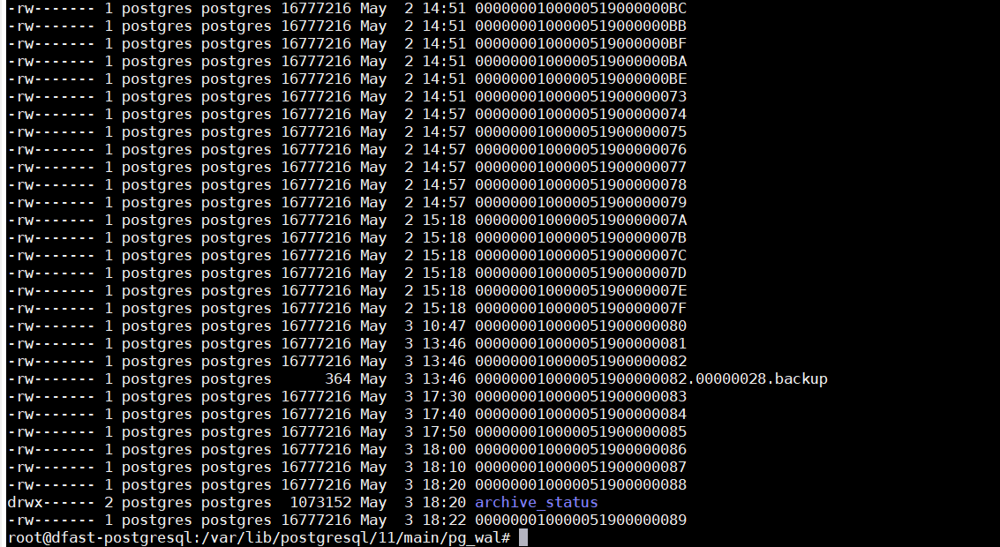 -rw------- 1 postgres postgres 16777216 May  2 14:51 0000000100000519000000BC
-rw------- 1 postgres postgres 16777216 May  2 14:51 0000000100000519000000BB
-rw------- 1 postgres postgres 16777216 May  2 14:51 0000000100000519000000BF
-rw------- 1 postgres postgres 16777216 May  2 14:51 0000000100000519000000BA
-rw------- 1 postgres postgres 16777216 May  2 14:51 0000000100000519000000BE
-rw------- 1 postgres postgres 16777216 May  2 14:51 000000010000051900000073
-rw------- 1 postgres postgres 16777216 May  2 14:57 000000010000051900000074
-rw------- 1 postgres postgres 16777216 May  2 14:57 000000010000051900000075
-rw------- 1 postgres postgres 16777216 May  2 14:57 000000010000051900000076
-rw------- 1 postgres postgres 16777216 May  2 14:57 000000010000051900000077
-rw------- 1 postgres postgres 16777216 May  2 14:57 000000010000051900000078
-rw------- 1 postgres postgres 16777216 May  2 14:57 000000010000051900000079
-rw------- 1 postgres postgres 16777216 May  2 15:18 00000001000005190000007A
-rw------- 1 postgres postgres 16777216 May  2 15:18 00000001000005190000007B
-rw------- 1 postgres postgres 16777216 May  2 15:18 00000001000005190000007C
-rw------- 1 postgres postgres 16777216 May  2 15:18 00000001000005190000007D
-rw------- 1 postgres postgres 16777216 May  2 15:18 00000001000005190000007E
-rw------- 1 postgres postgres 16777216 May  2 15:18 00000001000005190000007F
-rw------- 1 postgres postgres 16777216 May  3 10:47 000000010000051900000080
-rw------- 1 postgres postgres 16777216 May  3 13:46 000000010000051900000081
-rw------- 1 postgres postgres 16777216 May  3 13:46 000000010000051900000082
-rw------- 1 postgres postgres      364 May  3 13:46 000000010000051900000082.00000028.backup
-rw------- 1 postgres postgres 16777216 May  3 17:30 000000010000051900000083
-rw------- 1 postgres postgres 16777216 May  3 17:40 000000010000051900000084
-rw------- 1 postgres postgres 16777216 May  3 17:50 000000010000051900000085
-rw------- 1 postgres postgres 16777216 May  3 18:00 000000010000051900000086
-rw------- 1 postgres postgres 16777216 May  3 18:10 000000010000051900000087
-rw------- 1 postgres postgres 16777216 May  3 18:20 000000010000051900000088
drwx------ 2 postgres postgres  1073152 May  3 18:20 archive_status
-rw------- 1 postgres postgres 16777216 May  3 18:22 000000010000051900000089
root@dfast-postgresql:/var/lib/postgresql/11/main/pg_wal#